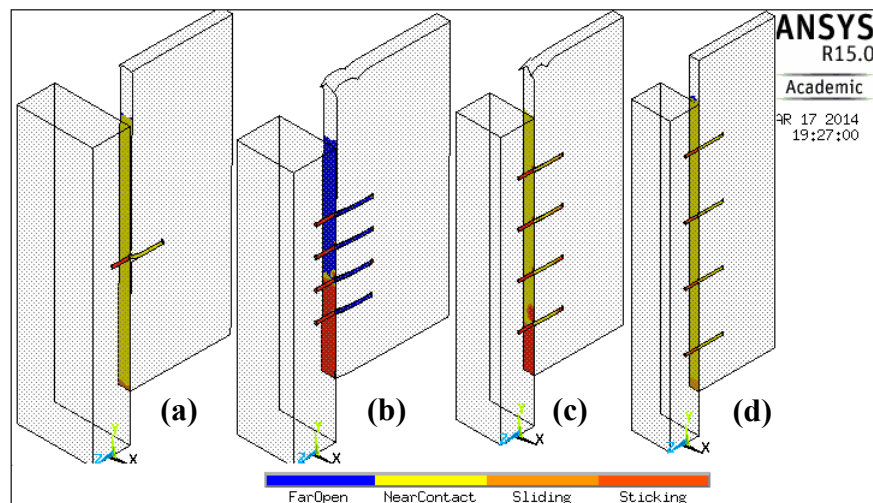 ANSYS
R15.0
Academic
AR 17 2014
19:27:00
(a)
(b)
(c)
(d)
Y
Z
X
Y
Z
X
Y
Z
X
Y
Z
X
FarOpen
NearContact
Sliding
Sticking